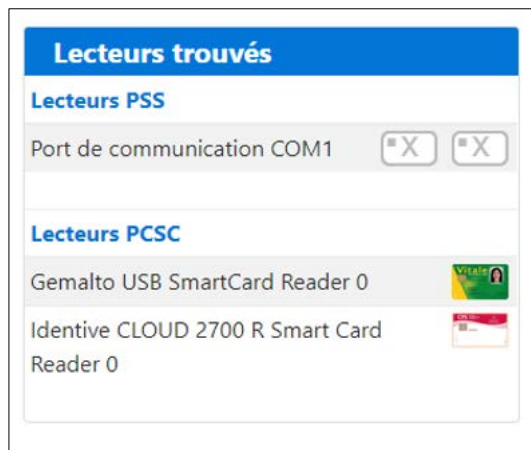 Lecteurs trouvés
Lecteurs PSS
Port de communication COM1 X X
Lecteurs PCSC
Gemalto USB SmartCard Reader 0 Vitale
Identive CLOUD 2700 R Smart Card CPS
Reader 0